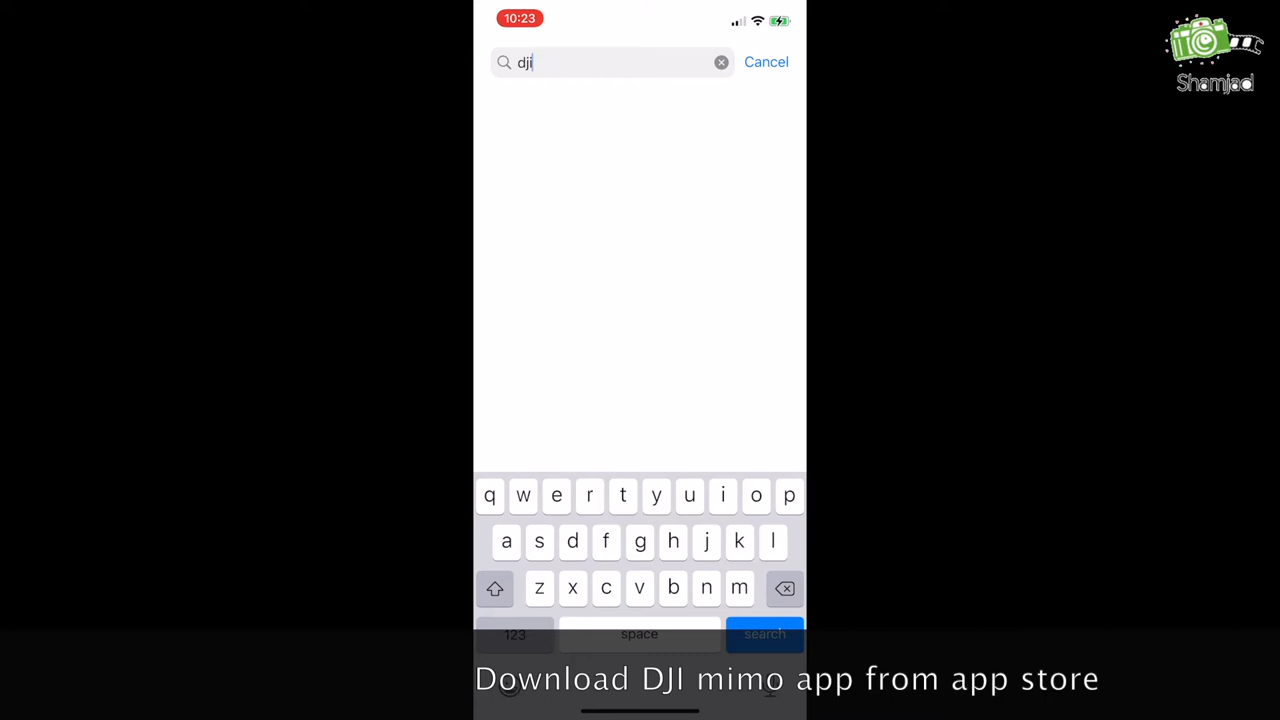 10:23
dji
Cancel
Shamjad
q w e r t y u i o p
a s d f g h j k l
z x c v b n m
123 space search
Download DJI mimo app from app store